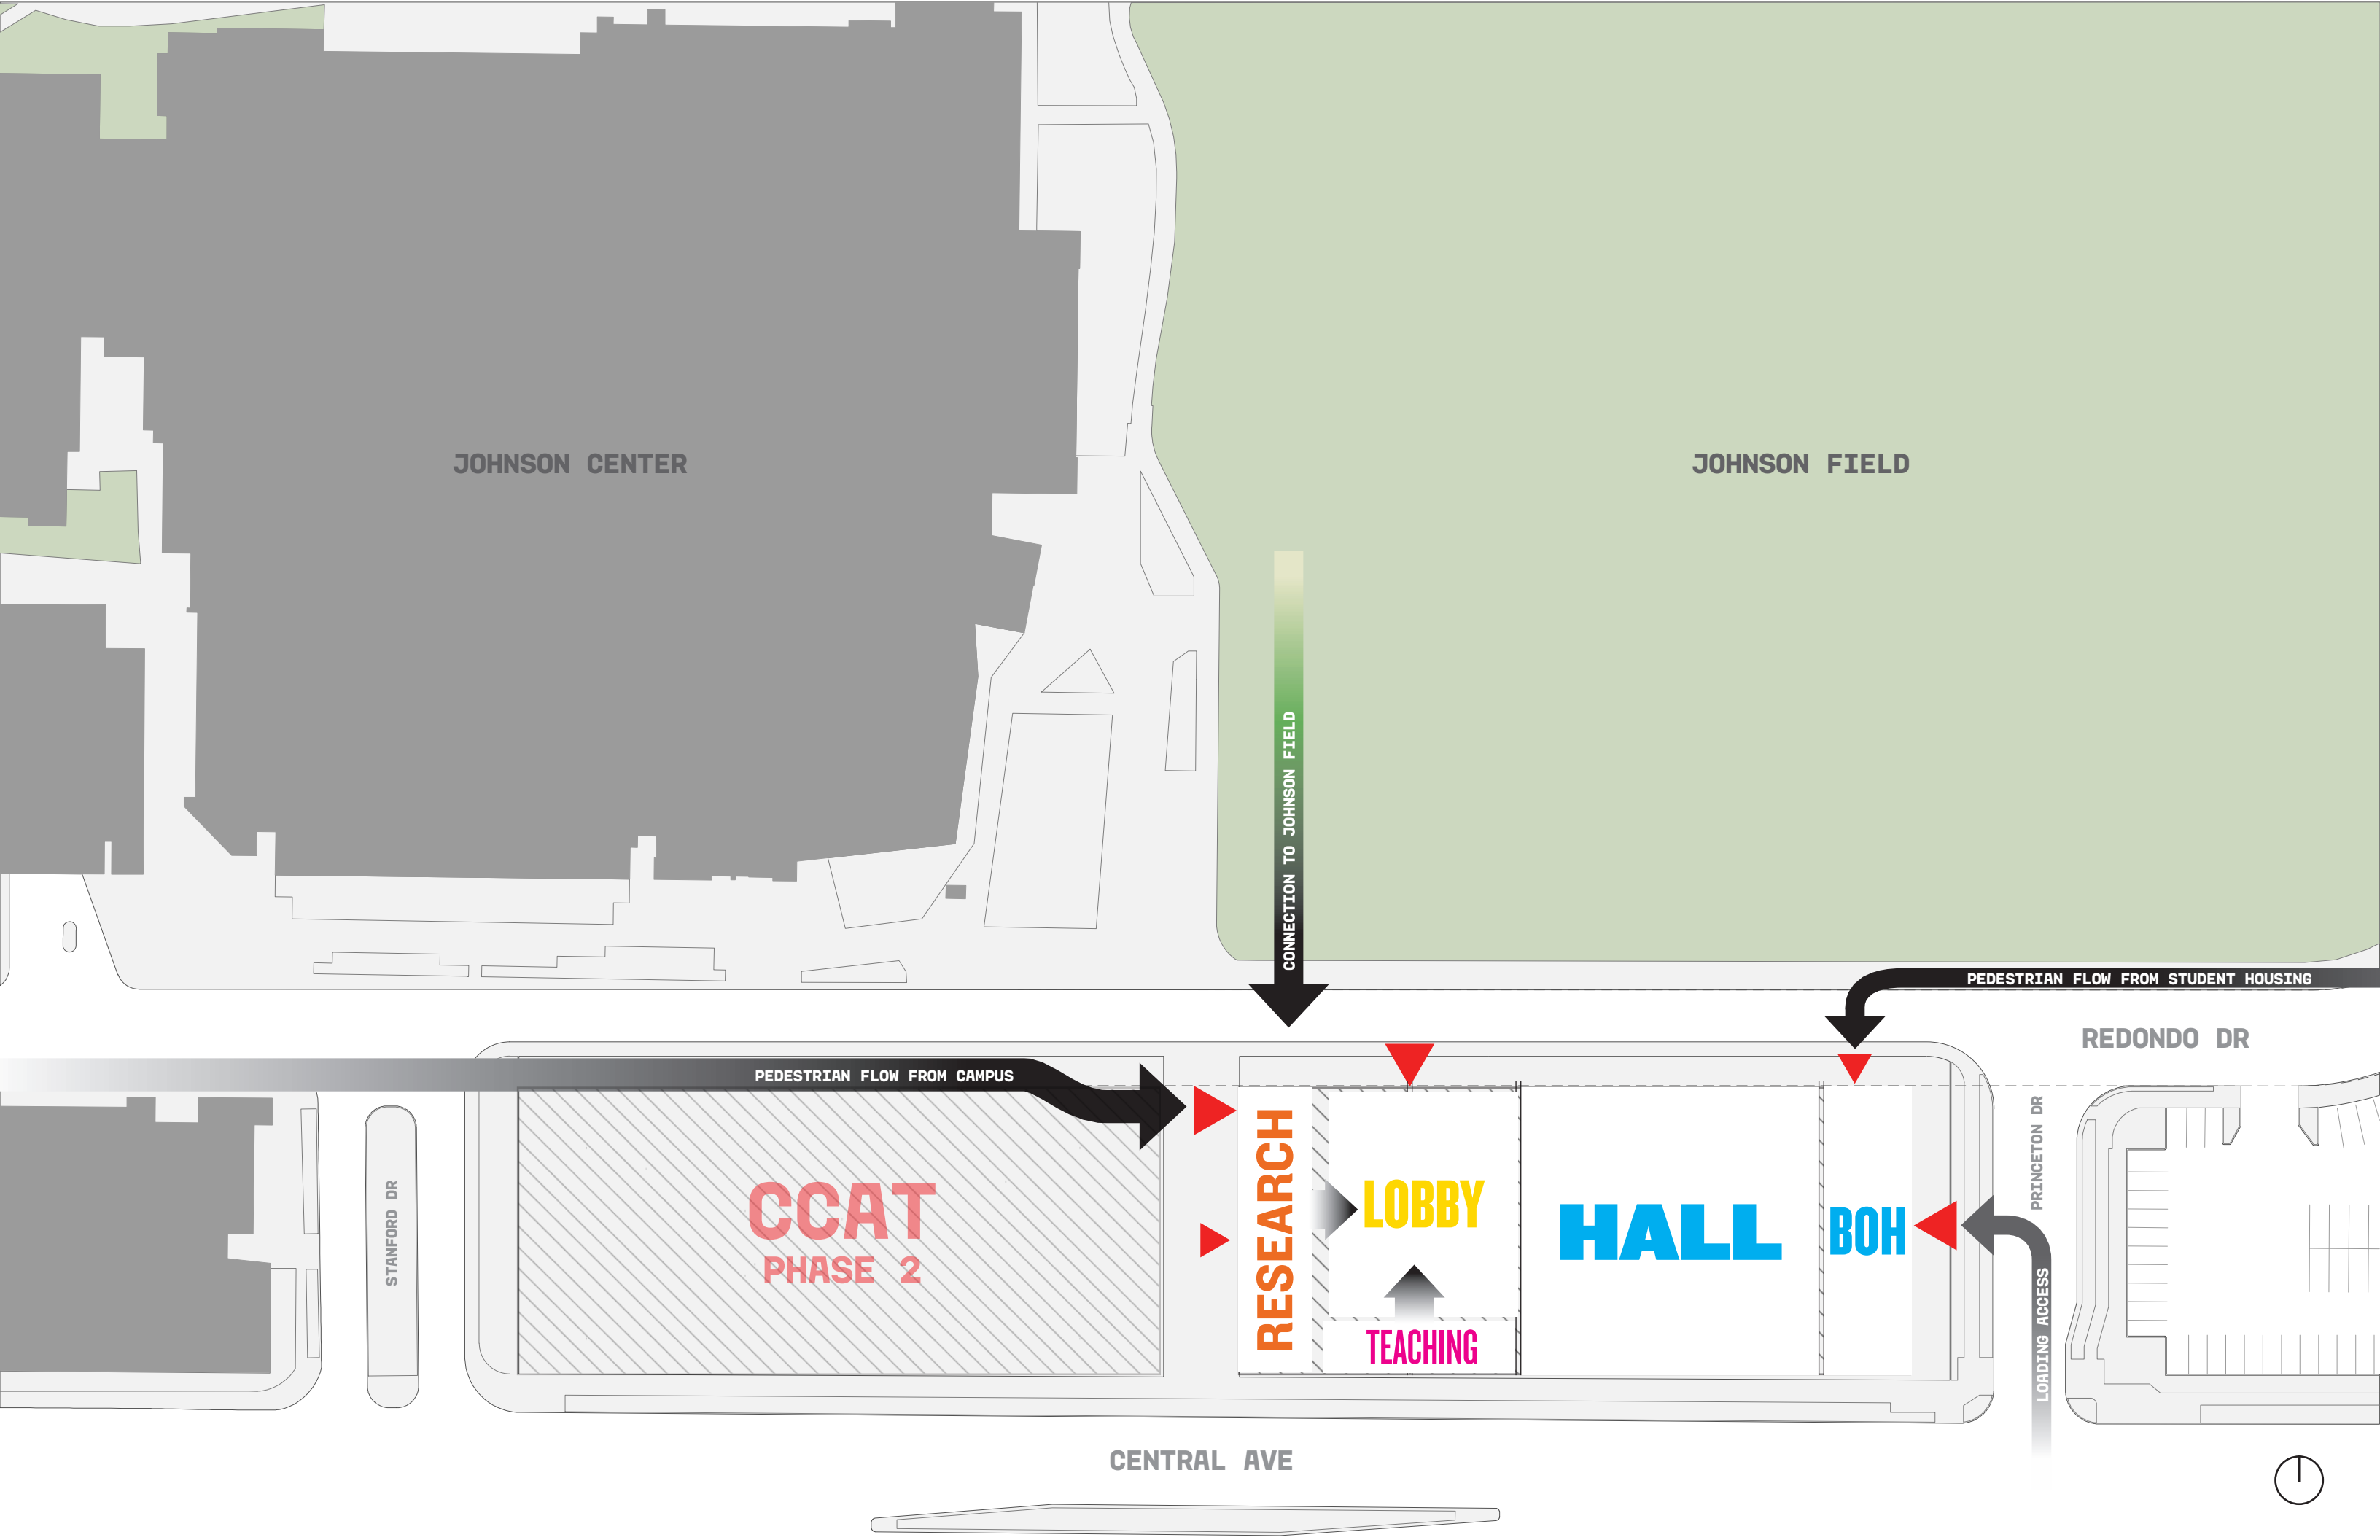 JOHNSON CENTER
JOHNSON FIELD
CONNECTION TO JOHNSON FIELD
PEDESTRIAN FLOW FROM STUDENT HOUSING
REDONDO DR
PEDESTRIAN FLOW FROM CAMPUS
STANFORD DR
CCAT
PHASE 2
RESEARCH
LOBBY
TEACHING
HALL
BOH
PRINCETON DR
LOADING ACCESS
CENTRAL AVE